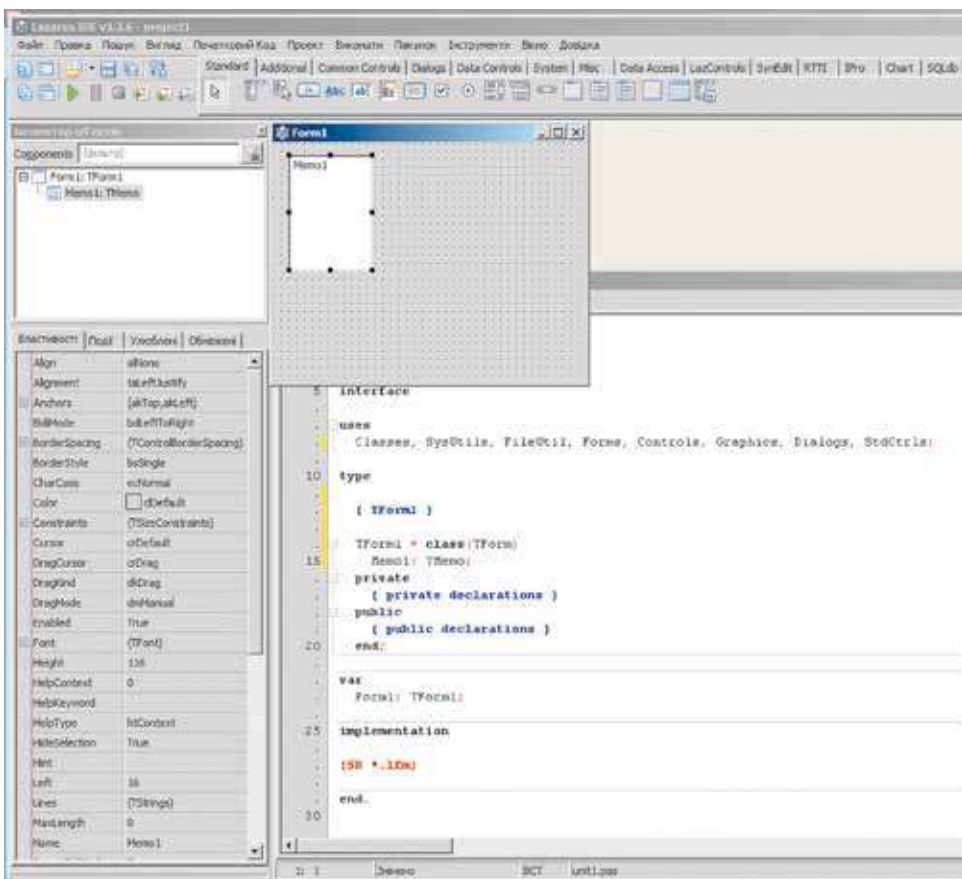 Lazarus IDE v1.2.6 - project1
Файл Правка Пошук Вигляд Початковий Код Проект Виконати Пакунок Інструменти Вікно Довідка
Standard Additional Common Controls Dialogs Data Controls System Misc Data Access LazControls SynEdit RTTI IPro Chart SQLdb
Abc
Components
Form1: TForm1
Memo1: TMemo
Form1
Memo1
Властивості Події Улюблені Обмежені
Align alNone
Alignment taLeftJustify
Anchors [akTop,akLeft]
BidiMode bdLeftToRight
BorderSpacing (TControlBorderSpacing)
BorderStyle bsSingle
CharCase ecNormal
Color clDefault
Constraints (TSizeConstraints)
Cursor crDefault
DragCursor crDrag
DragKind dkDrag
DragMode dmManual
Enabled True
Font (TFont)
Height
HelpContext 0
HelpKeyword
HelpType htContext
HideSelection True
Hint
Left 16
Lines (TStrings)
MaxLength 0
Name Memo1
5 interface
uses
Classes, SysUtils, FileUtil, Forms, Controls, Graphics, Dialogs, StdCtrls;
10 type
{ TForm1 }
TForm1 = class(TForm)
15 Memo1: TMemo;
private
{ private declarations }
public
{ public declarations }
20 end;
var
Form1: TForm1;
25 implementation
{$R *.lfm}
end.
30
1: 1 Змінено ВСТ unit1.pas